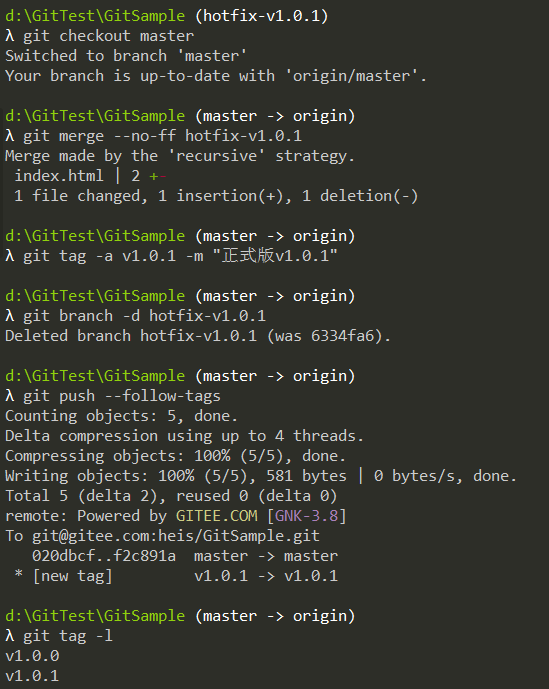 d:\GitTest\GitSample (hotfix-v1.0.1)
λ git checkout master
Switched to branch 'master'
Your branch is up-to-date with 'origin/master'.
d:\GitTest\GitSample (master -> origin)
λ git merge --no-ff hotfix-v1.0.1
Merge made by the 'recursive' strategy.
index.html | 2 +-
1 file changed, 1 insertion(+), 1 deletion(-)
d:\GitTest\GitSample (master -> origin)
λ git tag -a v1.0.1 -m "正式版v1.0.1"
d:\GitTest\GitSample (master -> origin)
λ git branch -d hotfix-v1.0.1
Deleted branch hotfix-v1.0.1 (was 6334fa6).
d:\GitTest\GitSample (master -> origin)
λ git push --follow-tags
Counting objects: 5, done.
Delta compression using up to 4 threads.
Compressing objects: 100% (5/5), done.
Writing objects: 100% (5/5), 581 bytes | 0 bytes/s, done.
Total 5 (delta 2), reused 0 (delta 0)
remote: Powered by GITEE.COM [GNK-3.8]
To git@gitee.com:heis/GitSample.git
020dbcf..f2c891a master -> master
* [new tag] v1.0.1 -> v1.0.1
d:\GitTest\GitSample (master -> origin)
λ git tag -l
v1.0.0
v1.0.1